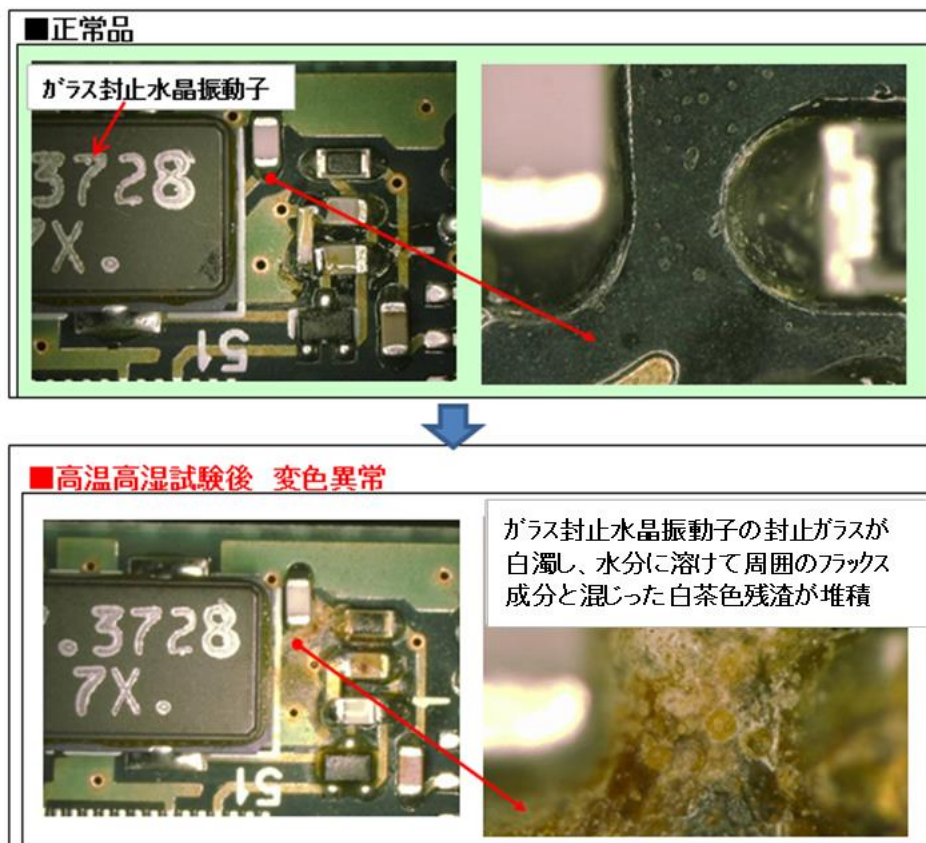 ■正常品
ガラス封止水晶振動子
3728
7X.
51
■高温高湿試験後 変色異常
ガラス封止水晶振動子の封止ガラスが
白濁し、水分に溶けて周囲のフラックス
成分と混じった白茶色残渣が堆積
.3728
7X.
51